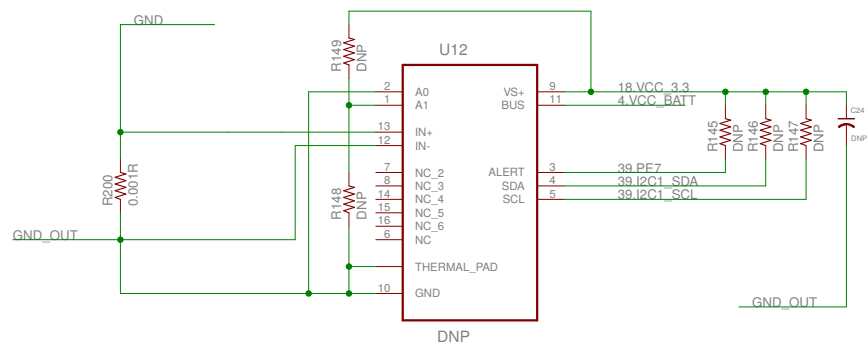 GND
R149
DNP
U12
2
A0
VS+
9
18.VCC_3.3
1
A1
BUS
11
4.VCC_BATT
C24
DNP
13
IN+
12
IN-
R145
DNP
R146
DNP
R147
DNP
R200
0.001R
7
NC_2
ALERT
3
39.PF7
8
NC_3
SDA
4
39.I2C1_SDA
14
NC_4
SCL
5
39.I2C1_SCL
R148
DNP
15
NC_5
16
NC_6
6
NC
GND_OUT
THERMAL_PAD
10
GND
GND_OUT
DNP